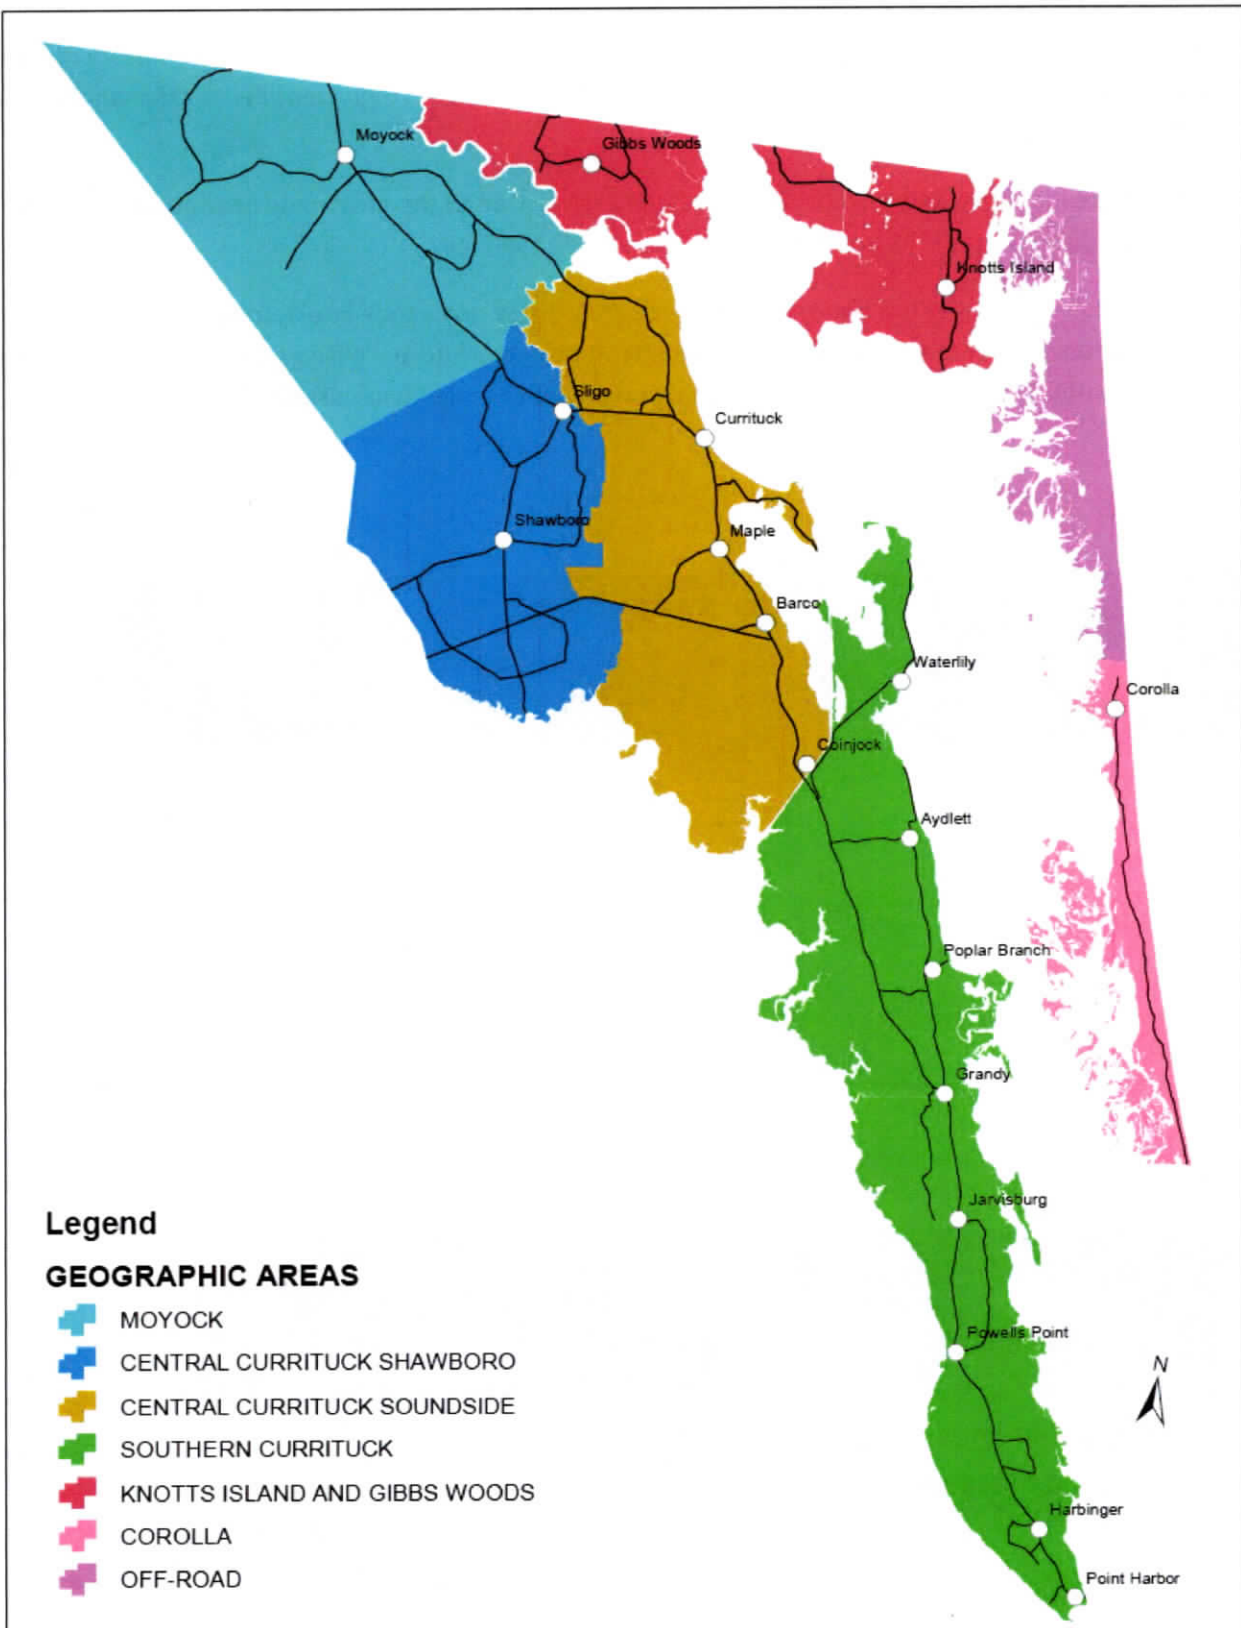 Moyock
Gibbs Woods
Knotts Island
Sligo
Currituck
Shawboro
Maple
Barco
Waterlily
Corolla
Coinjock
Aydlett
Poplar Branch
Grandy
Jarvisburg
Powells Point
Harbinger
Point Harbor
N
Legend
GEOGRAPHIC AREAS
MOYOCK
CENTRAL CURRITUCK SHAWBORO
CENTRAL CURRITUCK SOUNDSIDE
SOUTHERN CURRITUCK
KNOTTS ISLAND AND GIBBS WOODS
COROLLA
OFF-ROAD